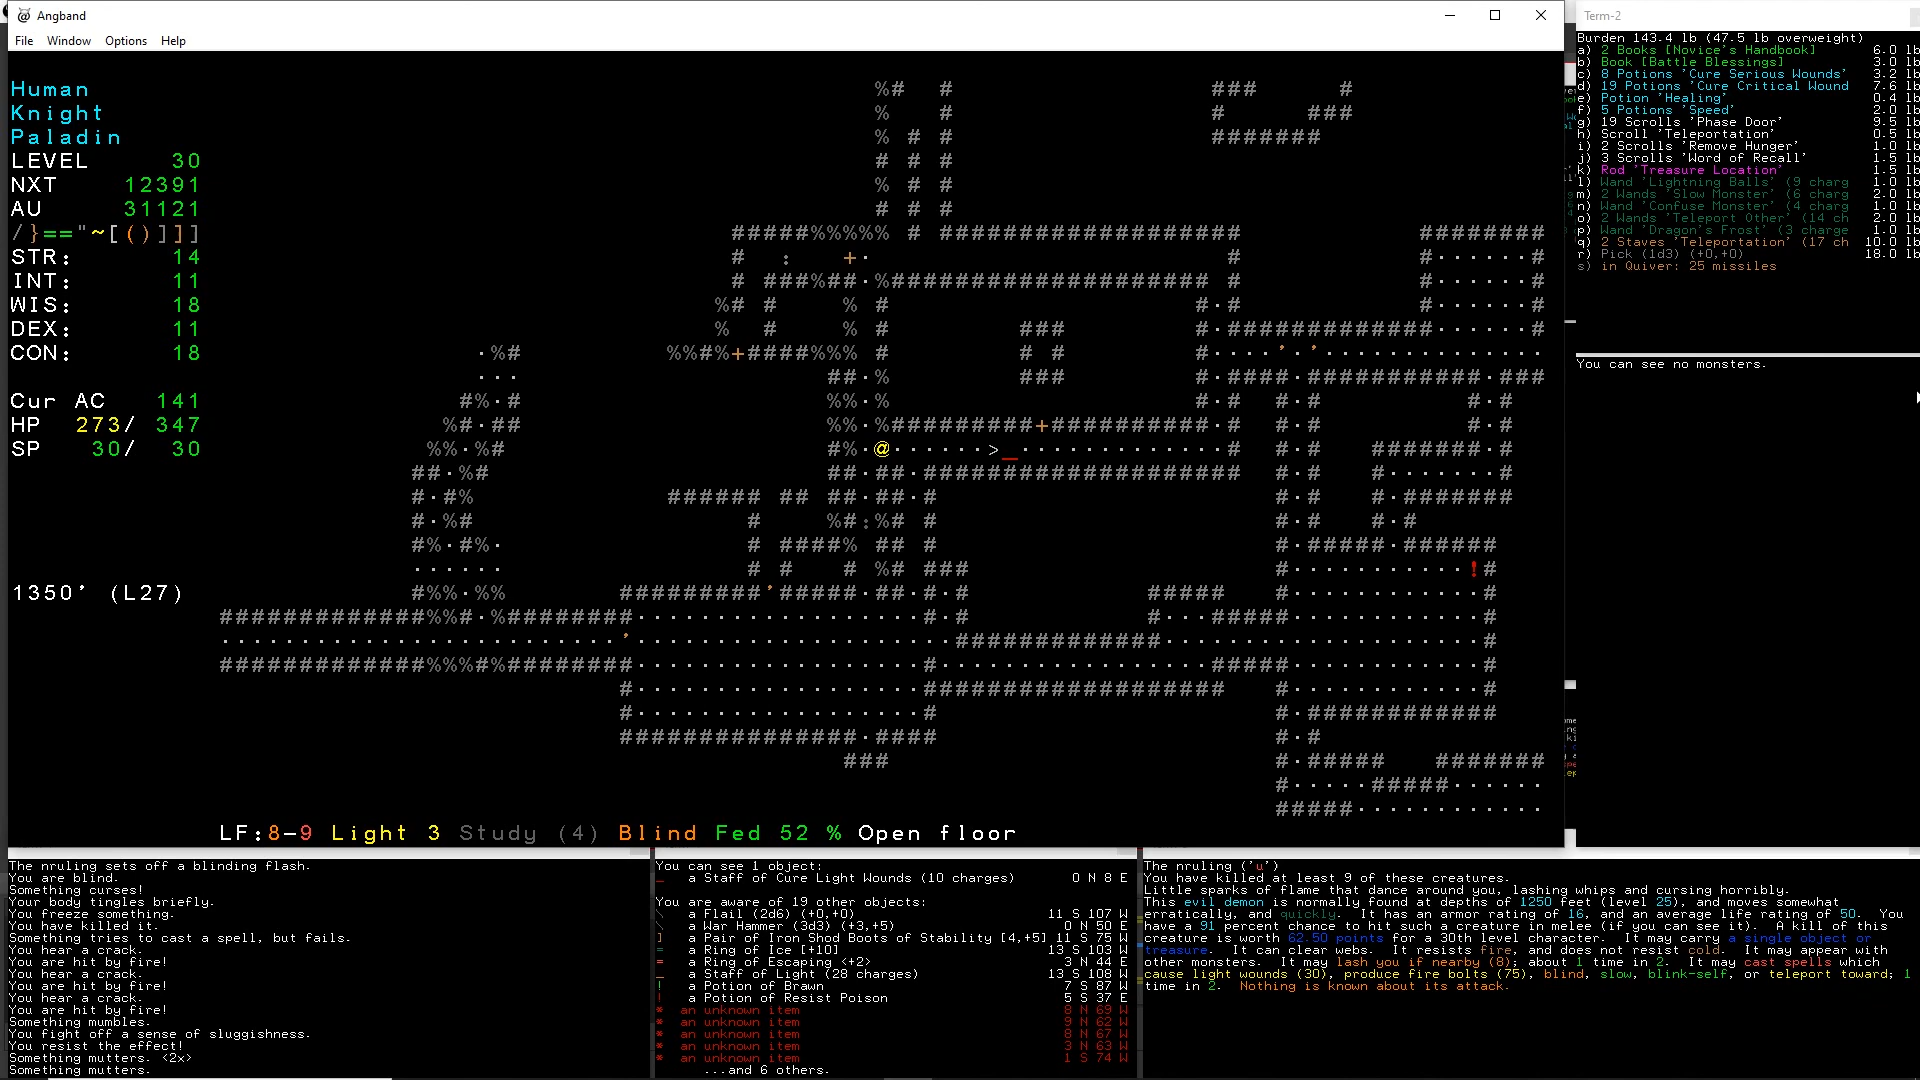 Angband
File Window Options Help
Human
Knight
Paladin
LEVEL 30
NXT 12391
AU 31121
/}=="~[()]]]
STR: 14
INT: 11
WIS: 18
DEX: 11
CON: 18
Cur AC 141
HP 273/ 347
SP 30/ 30
1350' (L27)
LF:8-9 Light 3 Study (4) Blind Fed 52 % Open floor
Term-2
Burden 143.4 lb (47.5 lb overweight)
a) 2 Books [Novice's Handbook] 6.0 lb
b) Book [Battle Blessings] 3.0 lb
c) 8 Potions 'Cure Serious Wounds' 3.2 lb
d) 19 Potions 'Cure Critical Wound 7.6 lb
e) Potion 'Healing' 0.4 lb
f) 5 Potions 'Speed' 2.0 lb
g) 19 Scrolls 'Phase Door' 9.5 lb
h) Scroll 'Teleportation' 0.5 lb
i) 2 Scrolls 'Remove Hunger' 1.0 lb
j) 3 Scrolls 'Word of Recall' 1.5 lb
k) Rod 'Treasure Location' 1.5 lb
l) Wand 'Lightning Balls' (9 charg 1.0 lb
m) 2 Wands 'Slow Monster' (6 charg 2.0 lb
n) Wand 'Confuse Monster' (4 charg 1.0 lb
o) 2 Wands 'Teleport Other' (14 ch 2.0 lb
p) Wand 'Dragon's Frost' (3 charge 1.0 lb
q) 2 Staves 'Teleportation' (17 ch 10.0 lb
r) Pick (1d3) (+0,+0) 18.0 lb
s) in Quiver: 25 missiles
You can see no monsters.
The nruling sets off a blinding flash.
You are blind.
Something curses!
Your body tingles briefly.
You freeze something.
You have killed it.
Something tries to cast a spell, but fails.
You hear a crack.
You are hit by fire!
You hear a crack.
You are hit by fire!
You hear a crack.
You are hit by fire!
Something mumbles.
You fight off a sense of sluggishness.
You resist the effect!
Something mutters. <2x>
Something mutters.
You can see 1 object:
_ a Staff of Cure Light Wounds (10 charges) 0 N 8 E
You are aware of 19 other objects:
\ a Flail (2d6) (+0,+0) 11 S 107 W
\ a War Hammer (3d3) (+3,+5) 0 N 50 E
] a Pair of Iron Shod Boots of Stability [4,+5] 11 S 75 W
= a Ring of Ice [+10] 13 S 103 W
= a Ring of Escaping <+2> 3 N 44 E
_ a Staff of Light (28 charges) 13 S 108 W
! a Potion of Brawn 7 S 87 W
! a Potion of Resist Poison 5 S 37 E
* an unknown item 8 N 69 W
* an unknown item 9 N 62 W
* an unknown item 8 N 67 W
* an unknown item 3 N 63 W
* an unknown item 1 S 74 W
...and 6 others.
The nruling ('u')
You have killed at least 9 of these creatures.
Little sparks of flame that dance around you, lashing whips and cursing horribly.
This evil demon is normally found at depths of 1250 feet (level 25), and moves somewhat
erratically, and quickly. It has an armor rating of 16, and an average life rating of 50. You
have a 91 percent chance to hit such a creature in melee (if you can see it). A kill of this
creature is worth 62.50 points for a 30th level character. It may carry a single object or
treasure. It can clear webs. It resists fire, and does not resist cold. It may appear with
other monsters. It may lash you if nearby (8); about 1 time in 2. It may cast spells which
cause light wounds (30), produce fire bolts (75), blind, slow, blink-self, or teleport toward; 1
time in 2. Nothing is known about its attack.